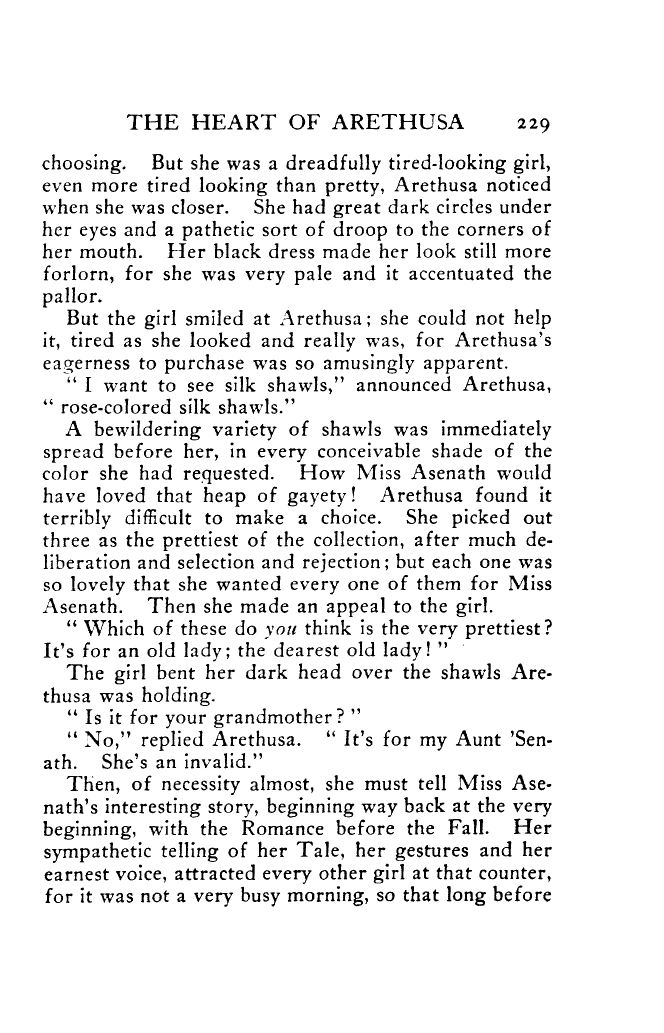 THE HEART OF ARETHUSA 229
choosing. But she was a dreadfully tired-looking girl,
even more tired looking than pretty, Arethusa noticed
when she was closer. She had great dark circles under
her eyes and a pathetic sort of droop to the corners of
her mouth. Her black dress made her look still more
forlorn, for she was very pale and it accentuated the
pallor.
But the girl smiled at Arethusa; she could not help
it, tired as she looked and really was, for Arethusa's
eagerness to purchase was so amusingly apparent.
" I want to see silk shawls," announced Arethusa,
" rose-colored silk shawls."
A bewildering variety of shawls was immediately
spread before her, in every conceivable shade of the
color she had requested. How Miss Asenath would
have loved that heap of gayety! Arethusa found it
terribly difficult to make a choice. She picked out
three as the prettiest of the collection, after much de-
liberation and selection and rejection; but each one was
so lovely that she wanted every one of them for Miss
Asenath. Then she made an appeal to the girl.
" Which of these do you think is the very prettiest?
It's for an old lady; the dearest old lady! "
The girl bent her dark head over the shawls Are-
thusa was holding.
" Is it for your grandmother? "
" No," replied Arethusa. " It's for my Aunt 'Sen-
ath. She's an invalid."
Then, of necessity almost, she must tell Miss Ase-
nath's interesting story, beginning way back at the very
beginning, with the Romance before the Fall. Her
sympathetic telling of her Tale, her gestures and her
earnest voice, attracted every other girl at that counter,
for it was not a very busy morning, so that long before